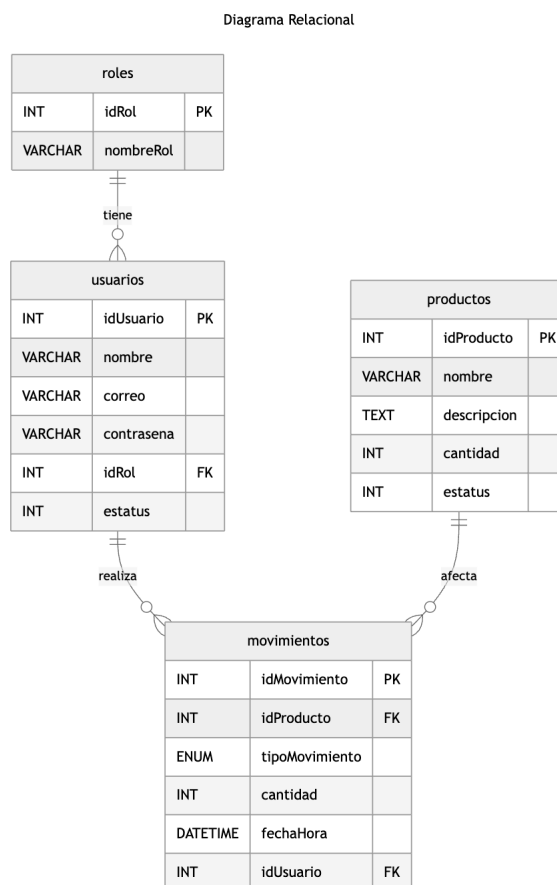 Diagrama Relacional
roles
INT idRol PK
VARCHAR nombreRol
tiene
usuarios
INT idUsuario PK
VARCHAR nombre
VARCHAR correo
VARCHAR contrasena
INT idRol FK
INT estatus
productos
INT idProducto PK
VARCHAR nombre
TEXT descripcion
INT cantidad
INT estatus
realiza
afecta
movimientos
INT idMovimiento PK
INT idProducto FK
ENUM tipoMovimiento
INT cantidad
DATETIME fechaHora
INT idUsuario FK